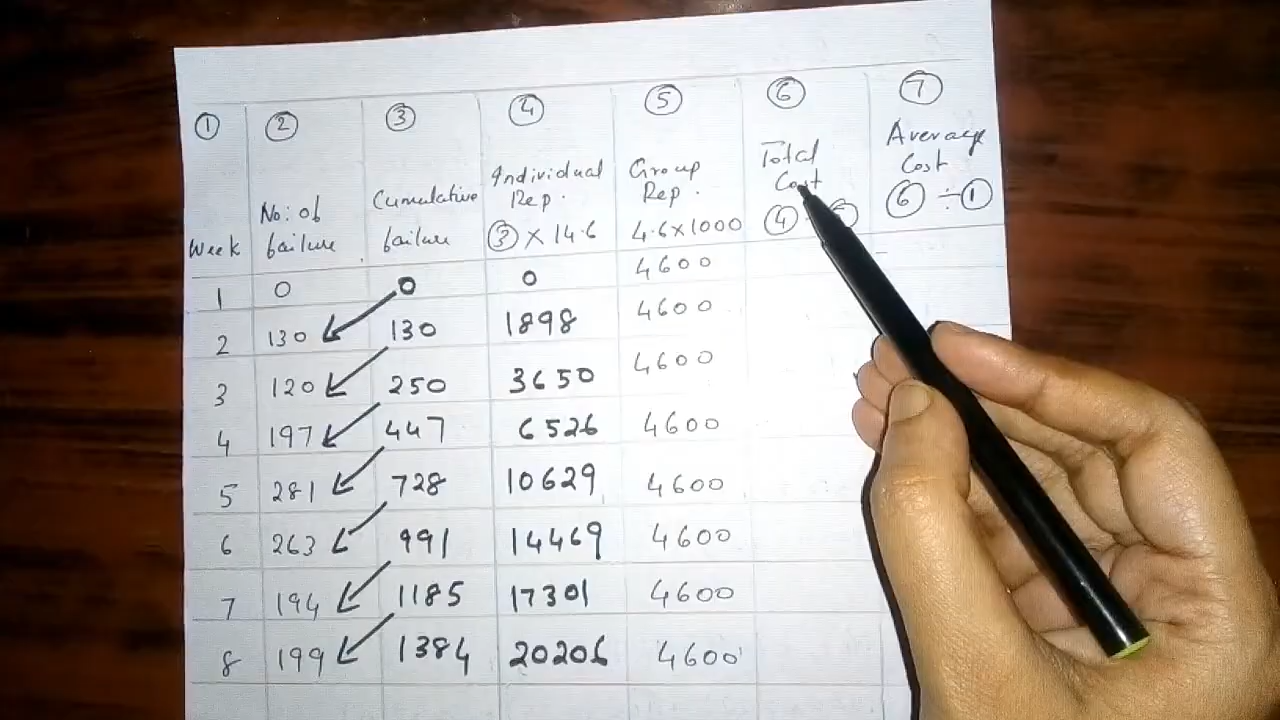 ① ② ③ ④ ⑤ ⑥ ⑦
Week
No: of
failure
Cumulative
failure
Individual
Rep.
③ × 14.6
Group
Rep.
4.6 x 1000
Total
Cost
④
Average
Cost
⑥ ÷ ①
1 0 0 0 4600
2 130 130 1898 4600
3 120 250 3650 4600
4 197 447 6526 4600
5 281 728 10629 4600
6 263 991 14469 4600
7 194 1185 17301 4600
8 199 1384 20206 4600